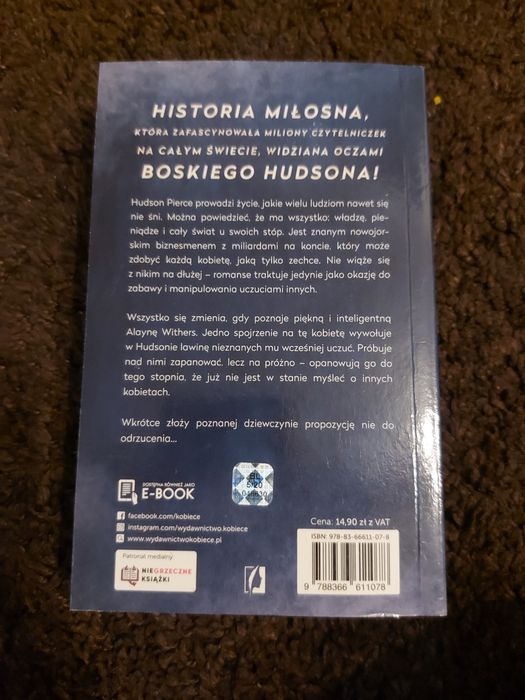 HISTORIA MIŁOSNA,
KTÓRA ZAFASCYNOWAŁA MILIONY CZYTELNICZEK
NA CAŁYM ŚWIECIE, WIDZIANA OCZAMI
BOSKIEGO HUDSONA!
Hudson Pierce prowadzi życie, jakie wielu ludziom nawet się
nie śni. Można powiedzieć, że ma wszystko: władzę, pie-
niądze i cały świat u swoich stóp. Jest znanym nowojor-
skim biznesmenem z miliardami na koncie, który może
zdobyć każdą kobietę, jaką tylko zechce. Nie wiąże się
z nikim na dłużej – romanse traktuje jedynie jako okazję do
zabawy i manipulowania uczuciami innych.
Wszystko się zmienia, gdy poznaje piękną i inteligentną
Alaynę Withers. Jedno spojrzenie na tę kobietę wywołuje
w Hudsonie lawinę nieznanych mu wcześniej uczuć. Próbuje
nad nimi zapanować, lecz na próżno – opanowują go do
tego stopnia, że już nie jest w stanie myśleć o innych
kobietach.
Wkrótce złoży poznanej dziewczynie propozycję nie do
odrzucenia...
DOSTĘPNA RÓWNIEŻ JAKO
E-BOOK
facebook.com/kobiece
instagram.com/wydawnictwo.kobiece
www.wydawnictwokobiece.pl
Patronat medialny:
NIEGRZECZNE
KSIĄŻKI
5/20
Cena: 14,90 zł z VAT
ISBN: 978-83-66611-07-8
9 788366 611078